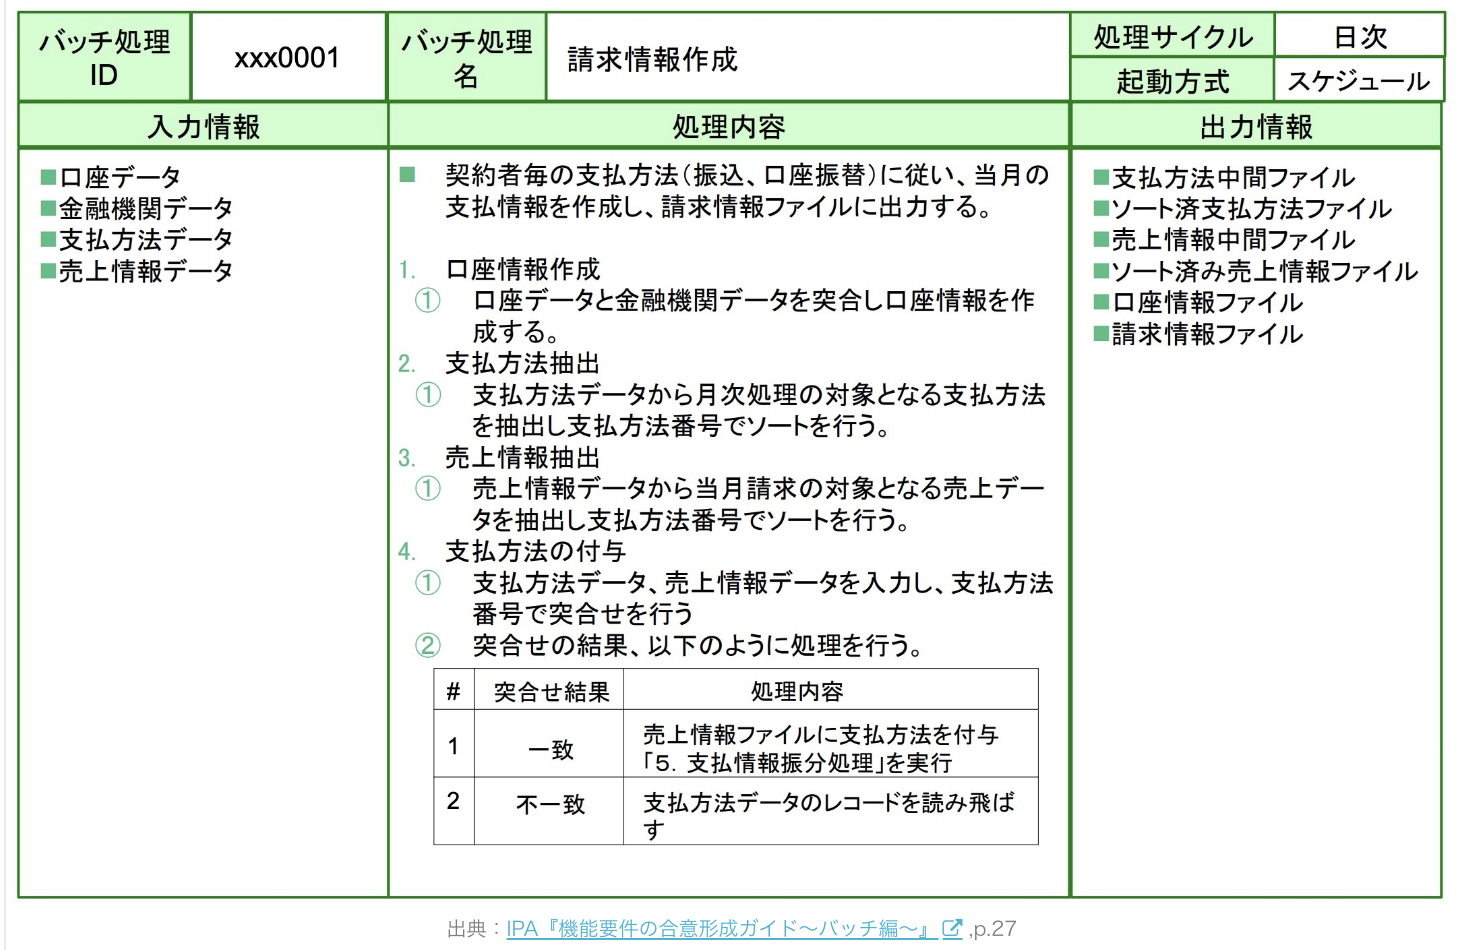 バッチ処理
ID
xxx0001
バッチ処理
名
請求情報作成
処理サイクル
日次
起動方式
スケジュール
入力情報
処理内容
出力情報
■口座データ
■金融機関データ
■支払方法データ
■売上情報データ
■ 契約者毎の支払方法（振込、口座振替）に従い、当月の
支払情報を作成し、請求情報ファイルに出力する。
1. 口座情報作成
① 口座データと金融機関データを突合し口座情報を作
成する。
2. 支払方法抽出
① 支払方法データから月次処理の対象となる支払方法
を抽出し支払方法番号でソートを行う。
3. 売上情報抽出
① 売上情報データから当月請求の対象となる売上デー
タを抽出し支払方法番号でソートを行う。
4. 支払方法の付与
① 支払方法データ、売上情報データを入力し、支払方法
番号で突合せを行う
② 突合せの結果、以下のように処理を行う。
# 突合せ結果 処理内容
1 一致 売上情報ファイルに支払方法を付与
「５．支払情報振分処理」を実行
2 不一致 支払方法データのレコードを読み飛ば
す
■支払方法中間ファイル
■ソート済支払方法ファイル
■売上情報中間ファイル
■ソート済み売上情報ファイル
■口座情報ファイル
■請求情報ファイル
出典：IPA『機能要件の合意形成ガイド〜バッチ編〜』 ,p.27